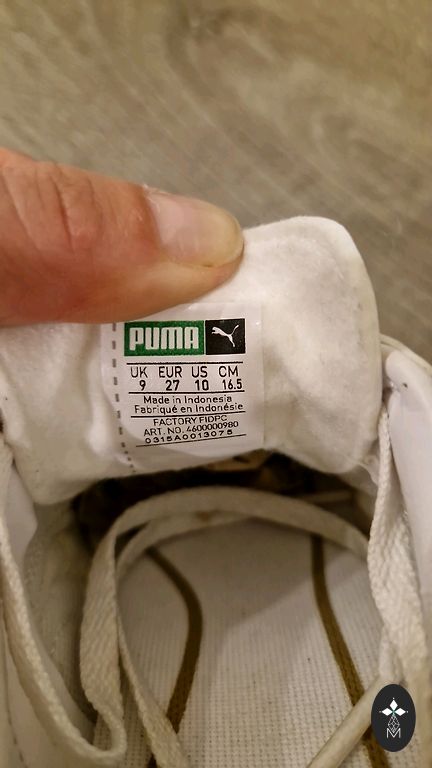 PUMA
UK EUR US CM
9 27 10 16.5
Made in Indonesia
Fabriqué en Indonésie
FACTORY FIDPC
ART. NO. 4600000980
0315A0013075
M